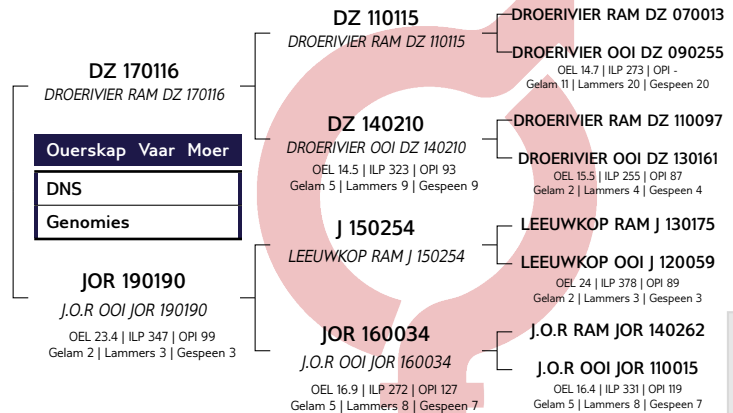 DZ 170116
DROERIVIER RAM DZ 170116
Ouerskap Vaar Moer
DNS
Genomies
JOR 190190
J.O.R OOI JOR 190190
OEL 23.4 | ILP 347 | OPI 99
Gelam 2 | Lammers 3 | Gespeen 3
DZ 110115
DROERIVIER RAM DZ 110115
DZ 140210
DROERIVIER OOI DZ 140210
OEL 14.5 | ILP 323 | OPI 93
Gelam 5 | Lammers 9 | Gespeen 9
J 150254
LEEUWKOP RAM J 150254
JOR 160034
J.O.R OOI JOR 160034
OEL 16.9 | ILP 272 | OPI 127
Gelam 5 | Lammers 8 | Gespeen 7
DROERIVIER RAM DZ 070013
DROERIVIER OOI DZ 090255
OEL 14.7 | ILP 273 | OPI -
Gelam 11 | Lammers 20 | Gespeen 20
DROERIVIER RAM DZ 110097
DROERIVIER OOI DZ 130161
OEL 15.5 | ILP 255 | OPI 87
Gelam 2 | Lammers 4 | Gespeen 4
LEEUWKOP RAM J 130175
LEEUWKOP OOI J 120059
OEL 24 | ILP 378 | OPI 89
Gelam 2 | Lammers 3 | Gespeen 3
J.O.R RAM JOR 140262
J.O.R OOI JOR 110015
OEL 16.4 | ILP 331 | OPI 119
Gelam 5 | Lammers 8 | Gespeen 7